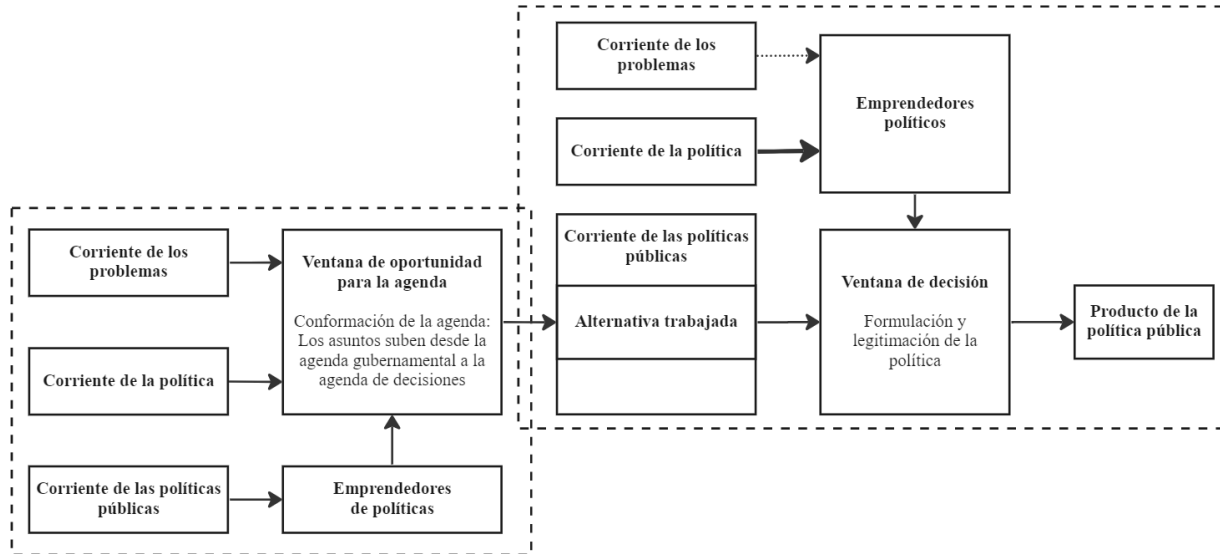 Corriente de los
problemas
Corriente de la política
Emprendedores
políticos
Corriente de las políticas
públicas
Alternativa trabajada
Ventana de decisión
Formulación y
legitimación de la
política
Producto de la
política pública
Corriente de los
problemas
Corriente de la política
Corriente de las políticas
públicas
Ventana de oportunidad
para la agenda
Conformación de la agenda:
Los asuntos suben desde la
agenda gubernamental a la
agenda de decisiones
Emprendedores
de políticas